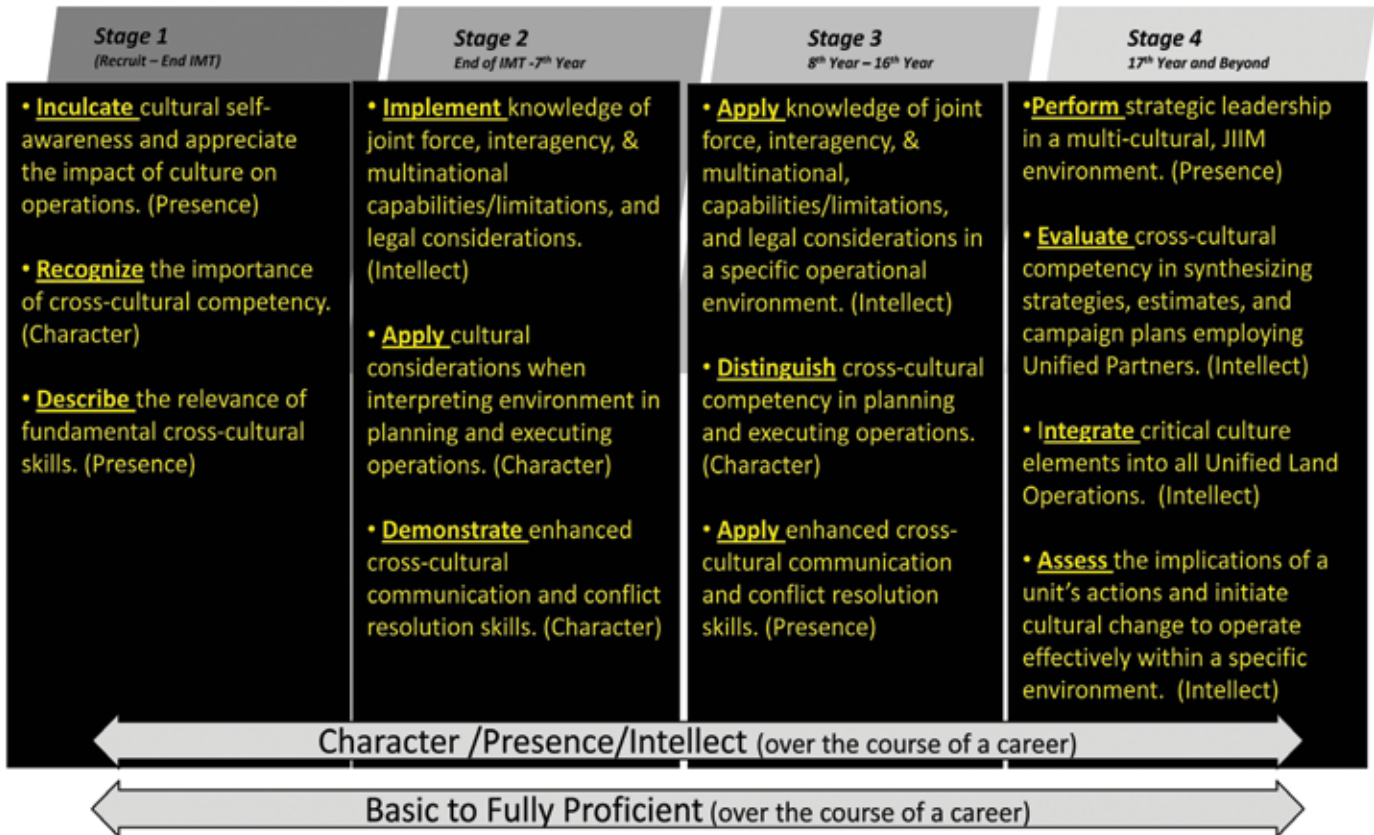 Stage 1
(Recruit – End IMT)
• Inculcate cultural self-
awareness and appreciate
the impact of culture on
operations. (Presence)
• Recognize the importance
of cross-cultural competency.
(Character)
• Describe the relevance of
fundamental cross-cultural
skills. (Presence)
Stage 2
End of IMT -7th Year
• Implement knowledge of
joint force, interagency, &
multinational
capabilities/limitations, and
legal considerations.
(Intellect)
• Apply cultural
considerations when
interpreting environment in
planning and executing
operations. (Character)
• Demonstrate enhanced
cross-cultural
communication and conflict
resolution skills. (Character)
Stage 3
8th Year – 16th Year
• Apply knowledge of joint
force, interagency, &
multinational,
capabilities/limitations,
and legal considerations in
a specific operational
environment. (Intellect)
• Distinguish cross-cultural
competency in planning
and executing operations.
(Character)
• Apply enhanced cross-
cultural communication
and conflict resolution
skills. (Presence)
Stage 4
17th Year and Beyond
•Perform strategic leadership
in a multi-cultural, JIIM
environment. (Presence)
• Evaluate cross-cultural
competency in synthesizing
strategies, estimates, and
campaign plans employing
Unified Partners. (Intellect)
• Integrate critical culture
elements into all Unified Land
Operations. (Intellect)
• Assess the implications of a
unit's actions and initiate
cultural change to operate
effectively within a specific
environment. (Intellect)
Character /Presence/Intellect (over the course of a career)
Basic to Fully Proficient (over the course of a career)